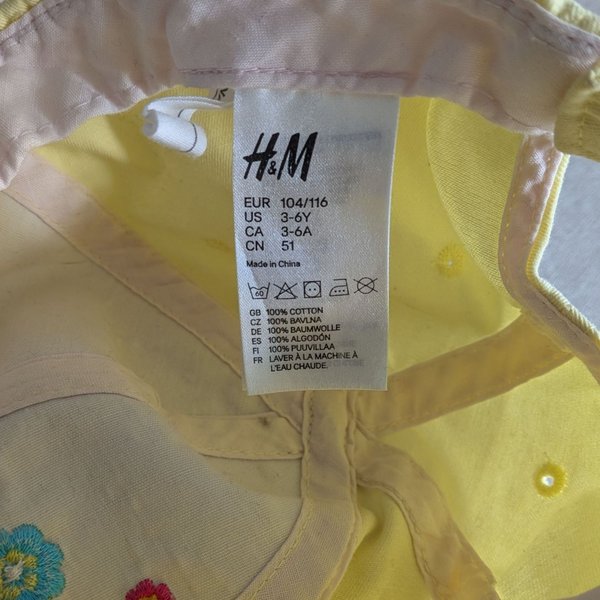 H&M
EUR 104/116
US 3-6Y
CA 3-6A
CN 51
Made in China
60
GB 100% COTTON
CZ 100% BAVLNA
DE 100% BAUMWOLLE
ES 100% ALGODÓN
FI 100% PUUVILLAA
FR LAVER À LA MACHINE À
L'EAU CHAUDE.